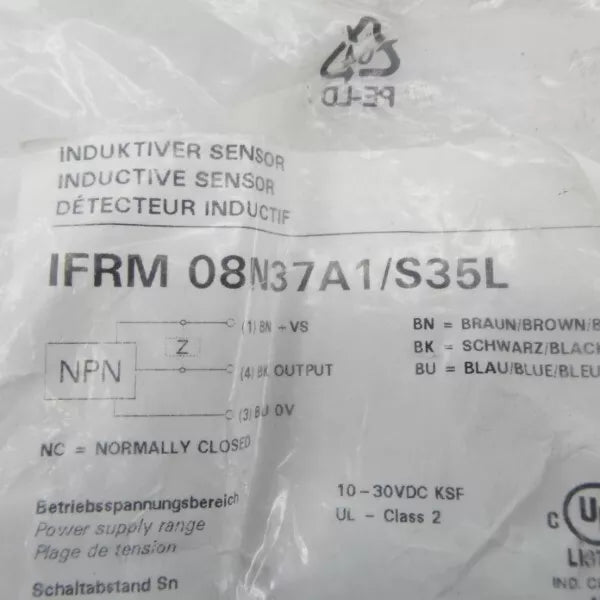 PE-LD
INDUKTIVER SENSOR
INDUCTIVE SENSOR
DÉTECTEUR INDUCTIF
IFRM 08N37A1/S35L
(1) BN +VS
Z
NPN
(4) BK OUTPUT
(3) BU 0V
BN = BRAUN/BROWN/
BK = SCHWARZ/BLACK
BU = BLAU/BLUE/BLEU
NC = NORMALLY CLOSED
Betriebsspannungsbereich
Power supply range
Plage de tension
10-30VDC KSF
UL - Class 2
Schaltabstand Sn
C U
LIST
IND. C